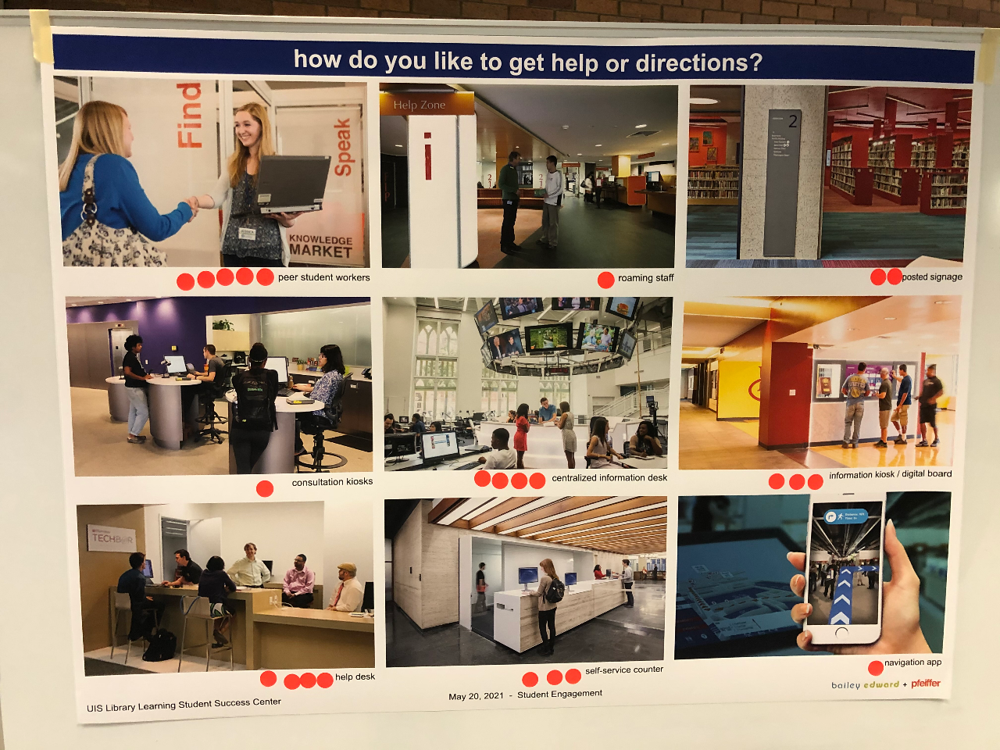 how do you like to get help or directions?
Find
Speak
KNOWLEDGE
MARKET
peer student workers
Help Zone
i
roaming staff
2
posted signage
consultation kiosks
centralized information desk
information kiosk / digital board
TECHBAR
help desk
self-service counter
navigation app
UIS Library Learning Student Success Center
May 20, 2021 - Student Engagement
bailey edward + pfeiffer